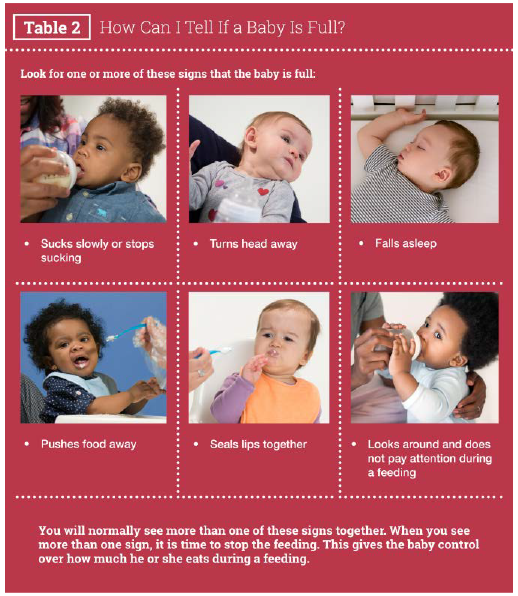 Table 2 How Can I Tell If a Baby Is Full?
Look for one or more of these signs that the baby is full:
• Sucks slowly or stops
sucking
• Turns head away
• Falls asleep
• Pushes food away
• Seals lips together
• Looks around and does
not pay attention during
a feeding
You will normally see more than one of these signs together. When you see
more than one sign, it is time to stop the feeding. This gives the baby control
over how much he or she eats during a feeding.